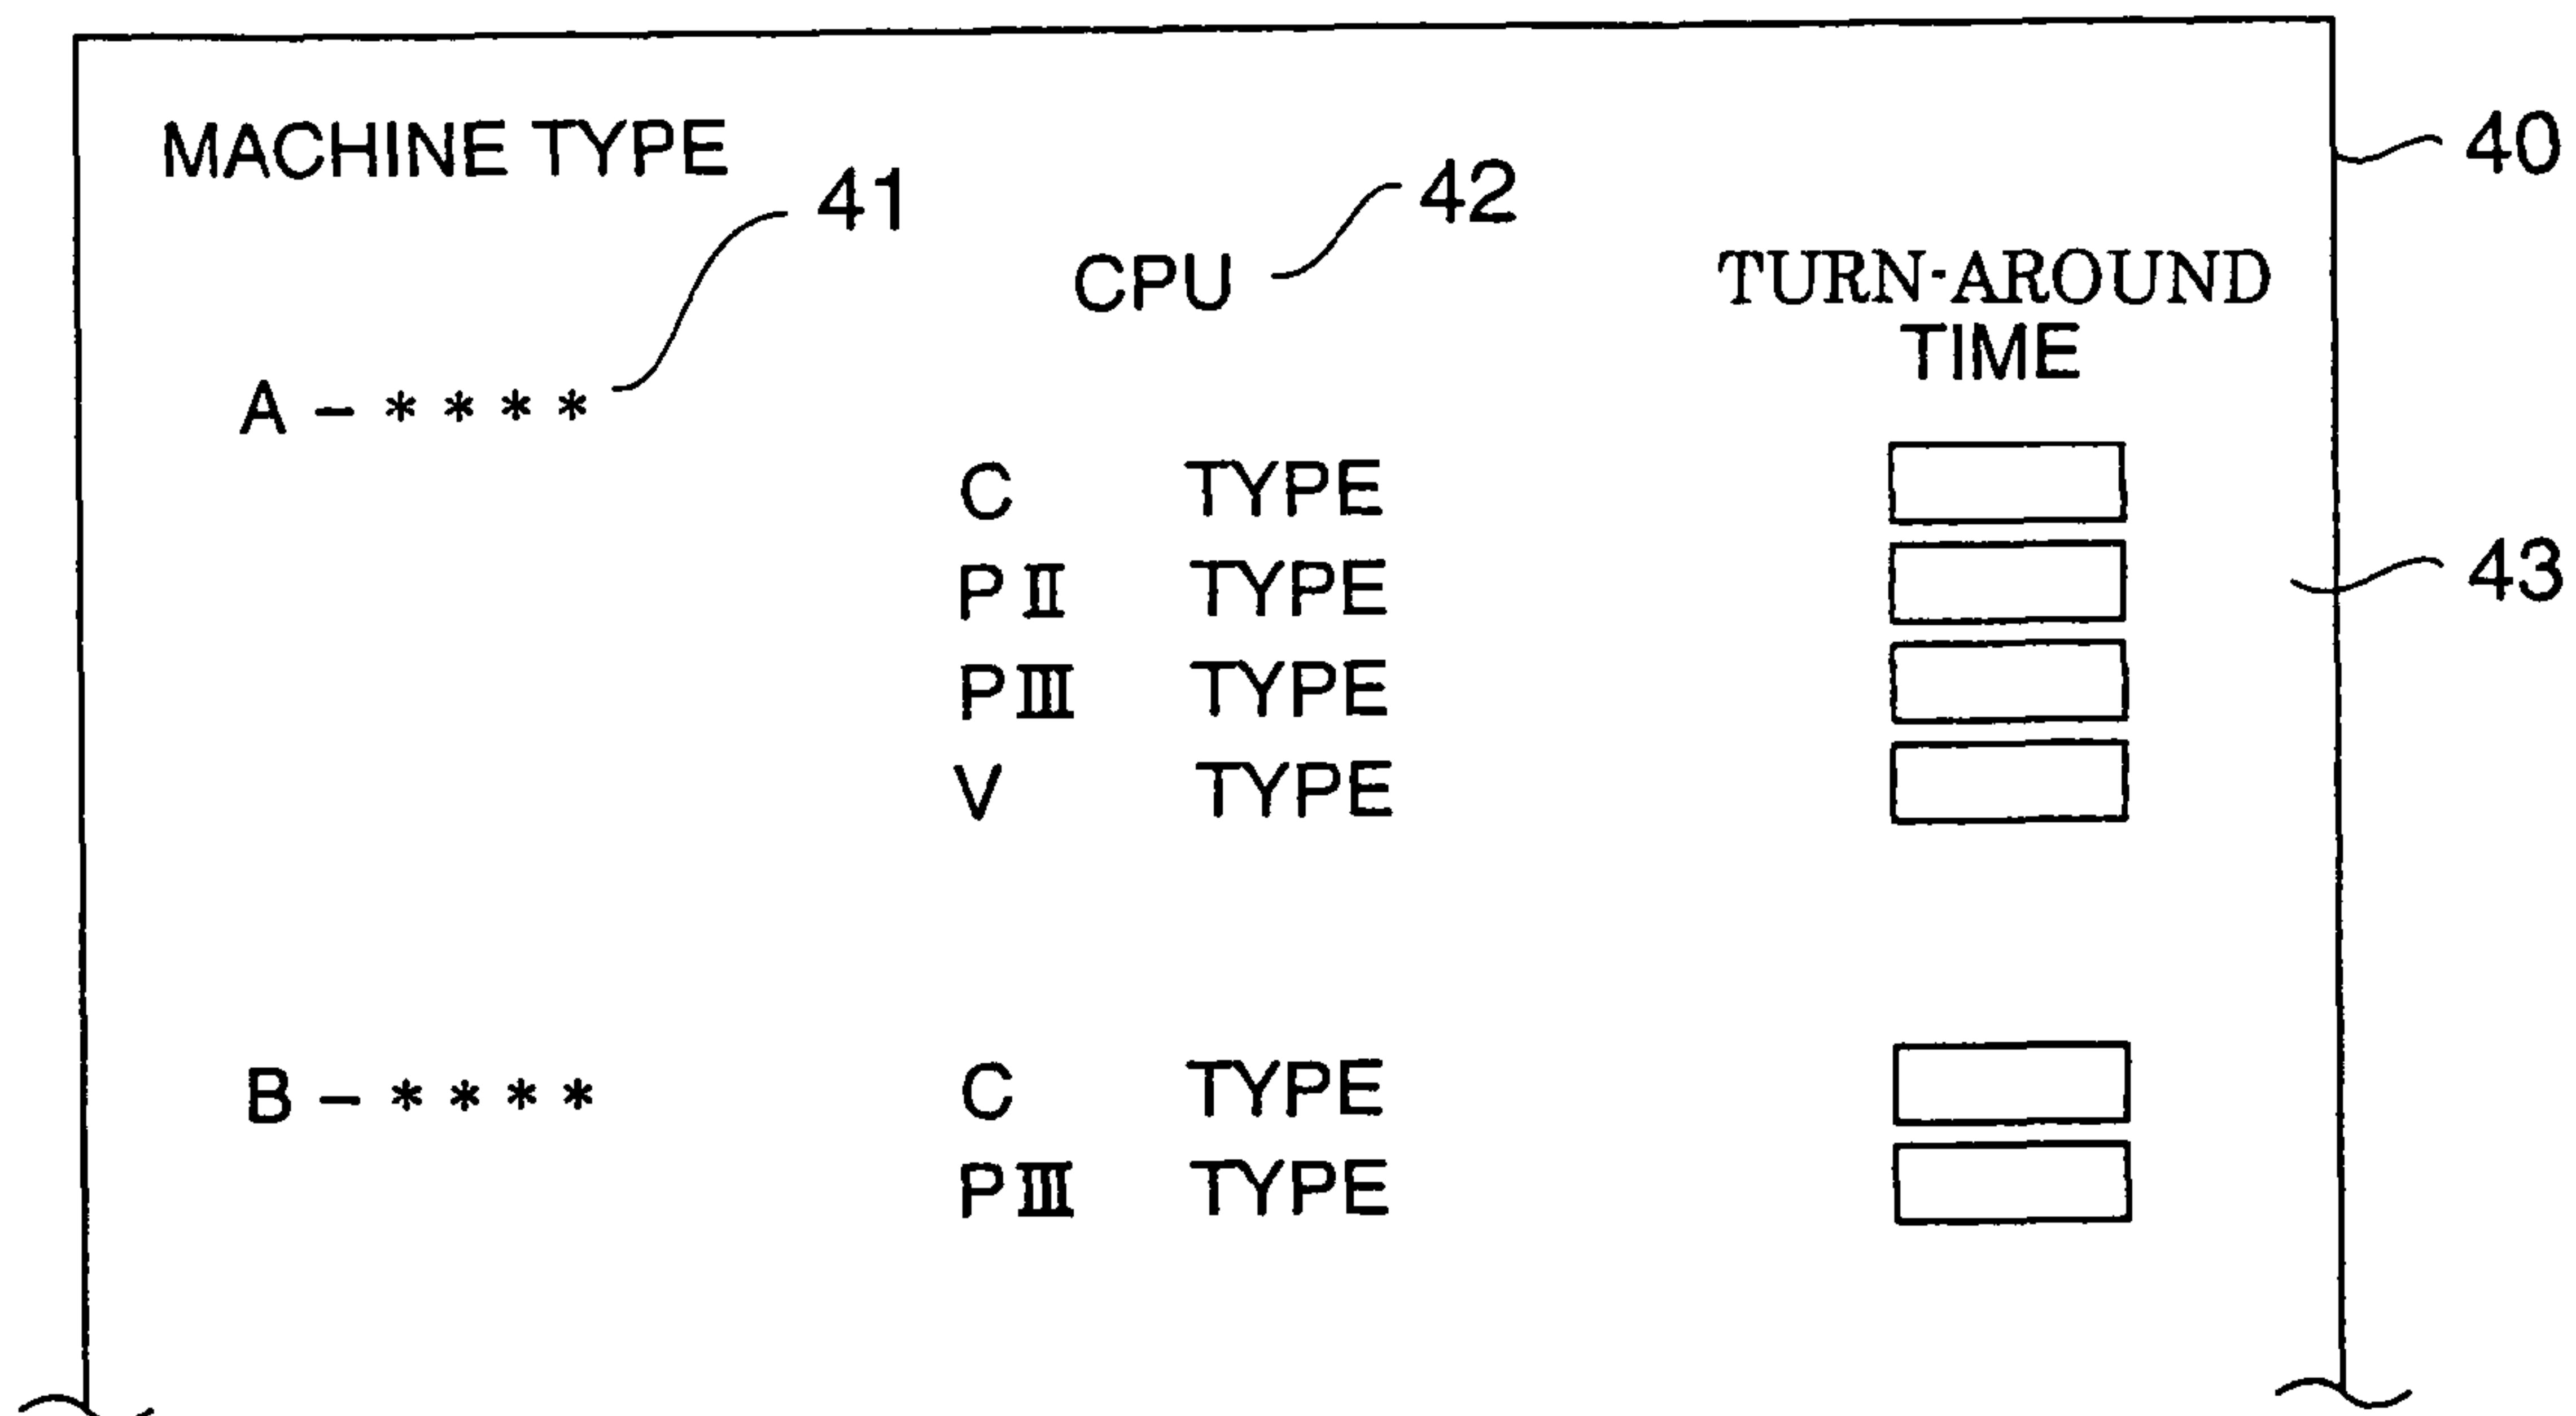 MACHINE TYPE
40
41
42
CPU
TURN-AROUND
TIME
A - * * * *
C TYPE
P II TYPE
43
P III TYPE
V TYPE
B - * * * *
C TYPE
P III TYPE